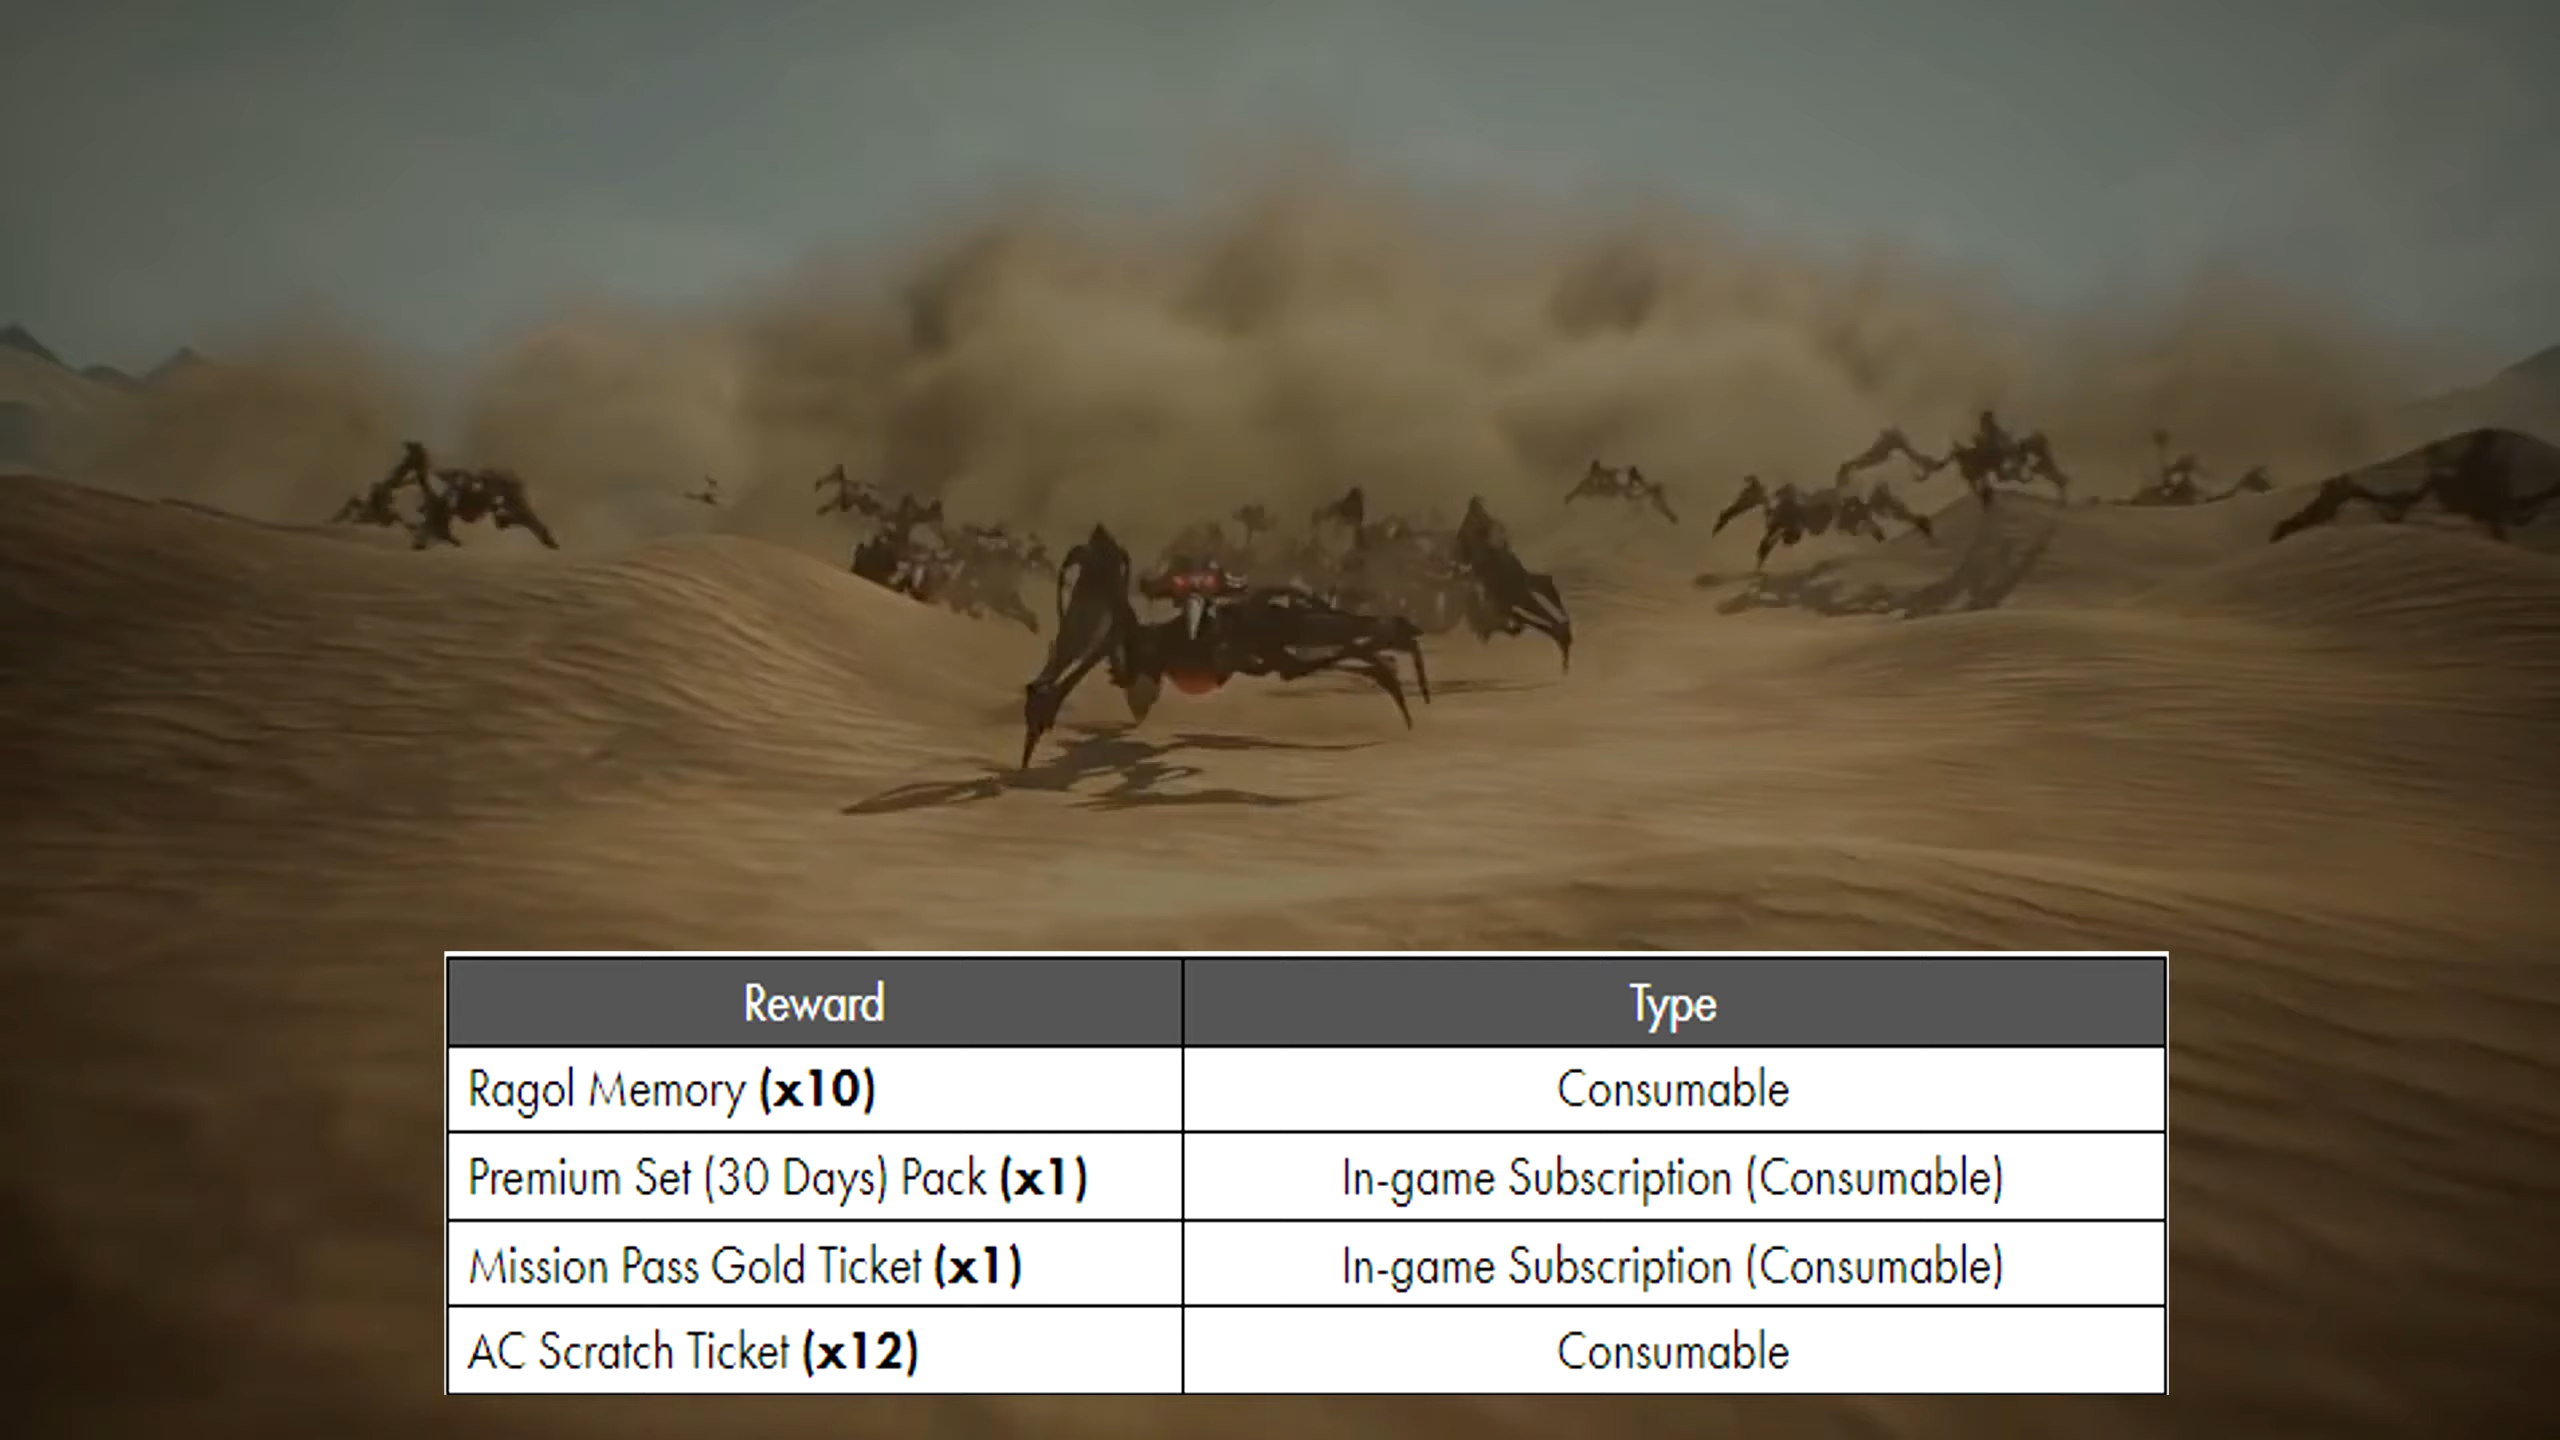 Reward Type
Ragol Memory (x10) Consumable
Premium Set (30 Days) Pack (x1) In-game Subscription (Consumable)
Mission Pass Gold Ticket (x1) In-game Subscription (Consumable)
AC Scratch Ticket (x12) Consumable